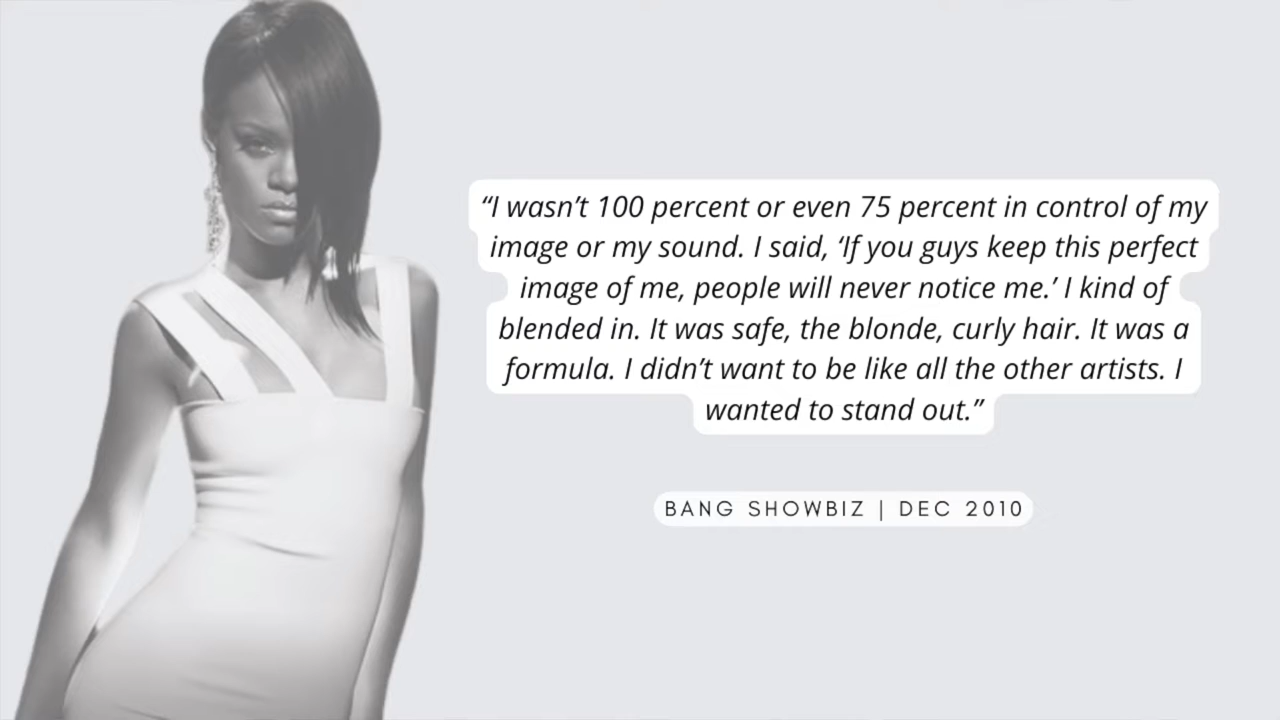 “I wasn’t 100 percent or even 75 percent in control of my
image or my sound. I said, ‘If you guys keep this perfect
image of me, people will never notice me.’ I kind of
blended in. It was safe, the blonde, curly hair. It was a
formula. I didn’t want to be like all the other artists. I
wanted to stand out.”
BANG SHOWBIZ | DEC 2010